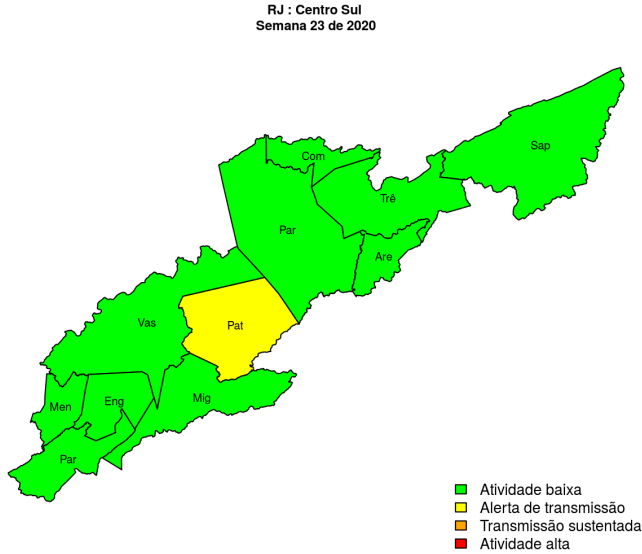 RJ : Centro Sul
Semana 23 de 2020
Sap
Com
Trê
Par
Are
Vas
Pat
Mig
Men
Eng
Par
Atividade baixa
Alerta de transmissão
Transmissão sustentada
Atividade alta